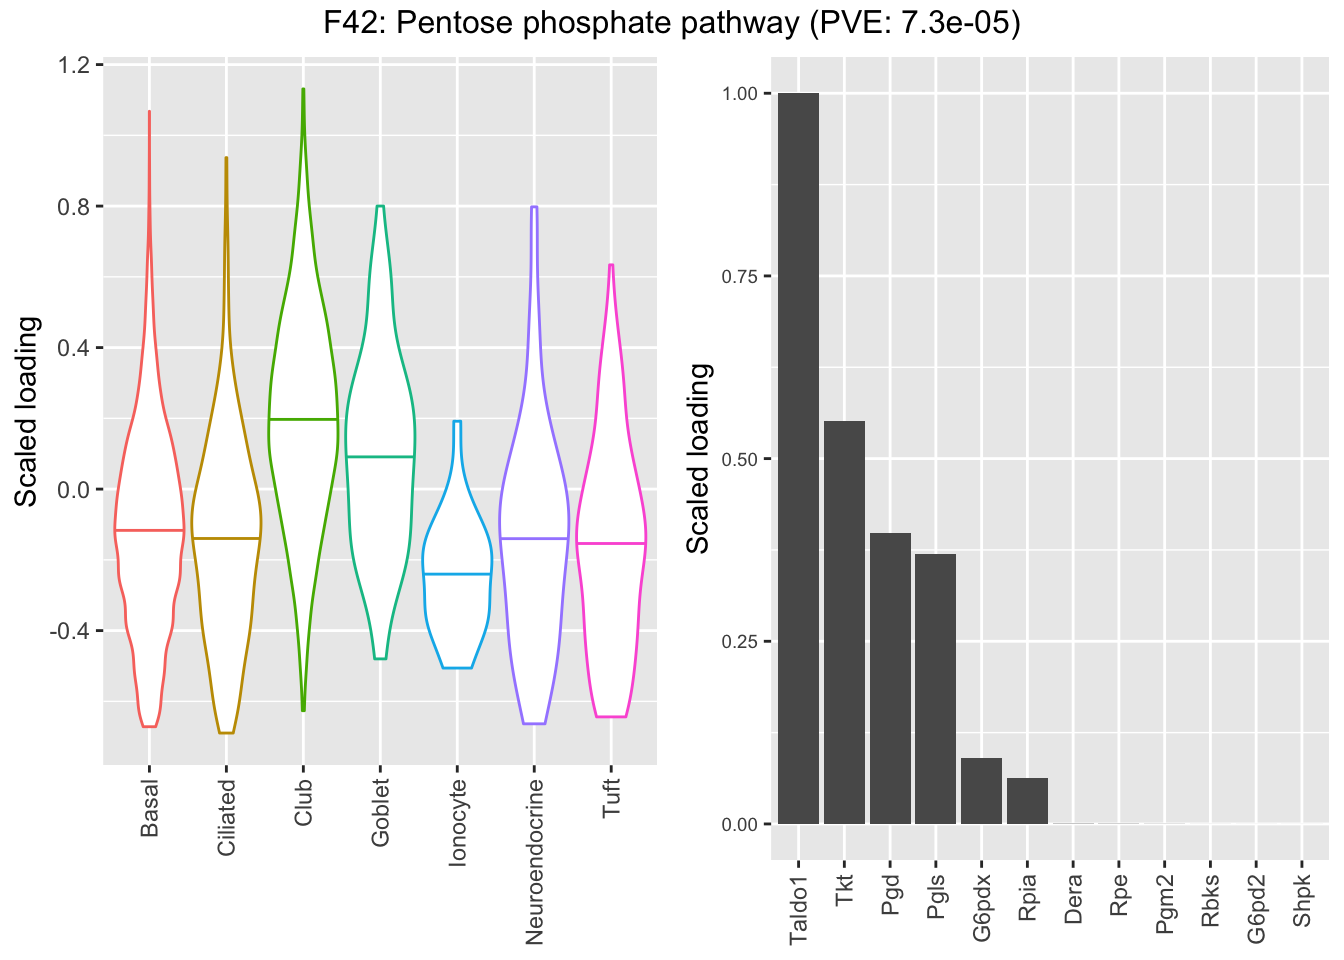 F42: Pentose phosphate pathway (PVE: 7.3e-05)
Scaled loading
1.2
0.8
0.4
0.0
-0.4
Basal
Ciliated
Club
Goblet
Ionocyte
Neuroendocrine
Tuft
Scaled loading
1.00
0.75
0.50
0.25
0.00
Taldo1
Tkt
Pgd
Pgls
G6pdx
Rpia
Dera
Rpe
Pgm2
Rbks
G6pd2
Shpk